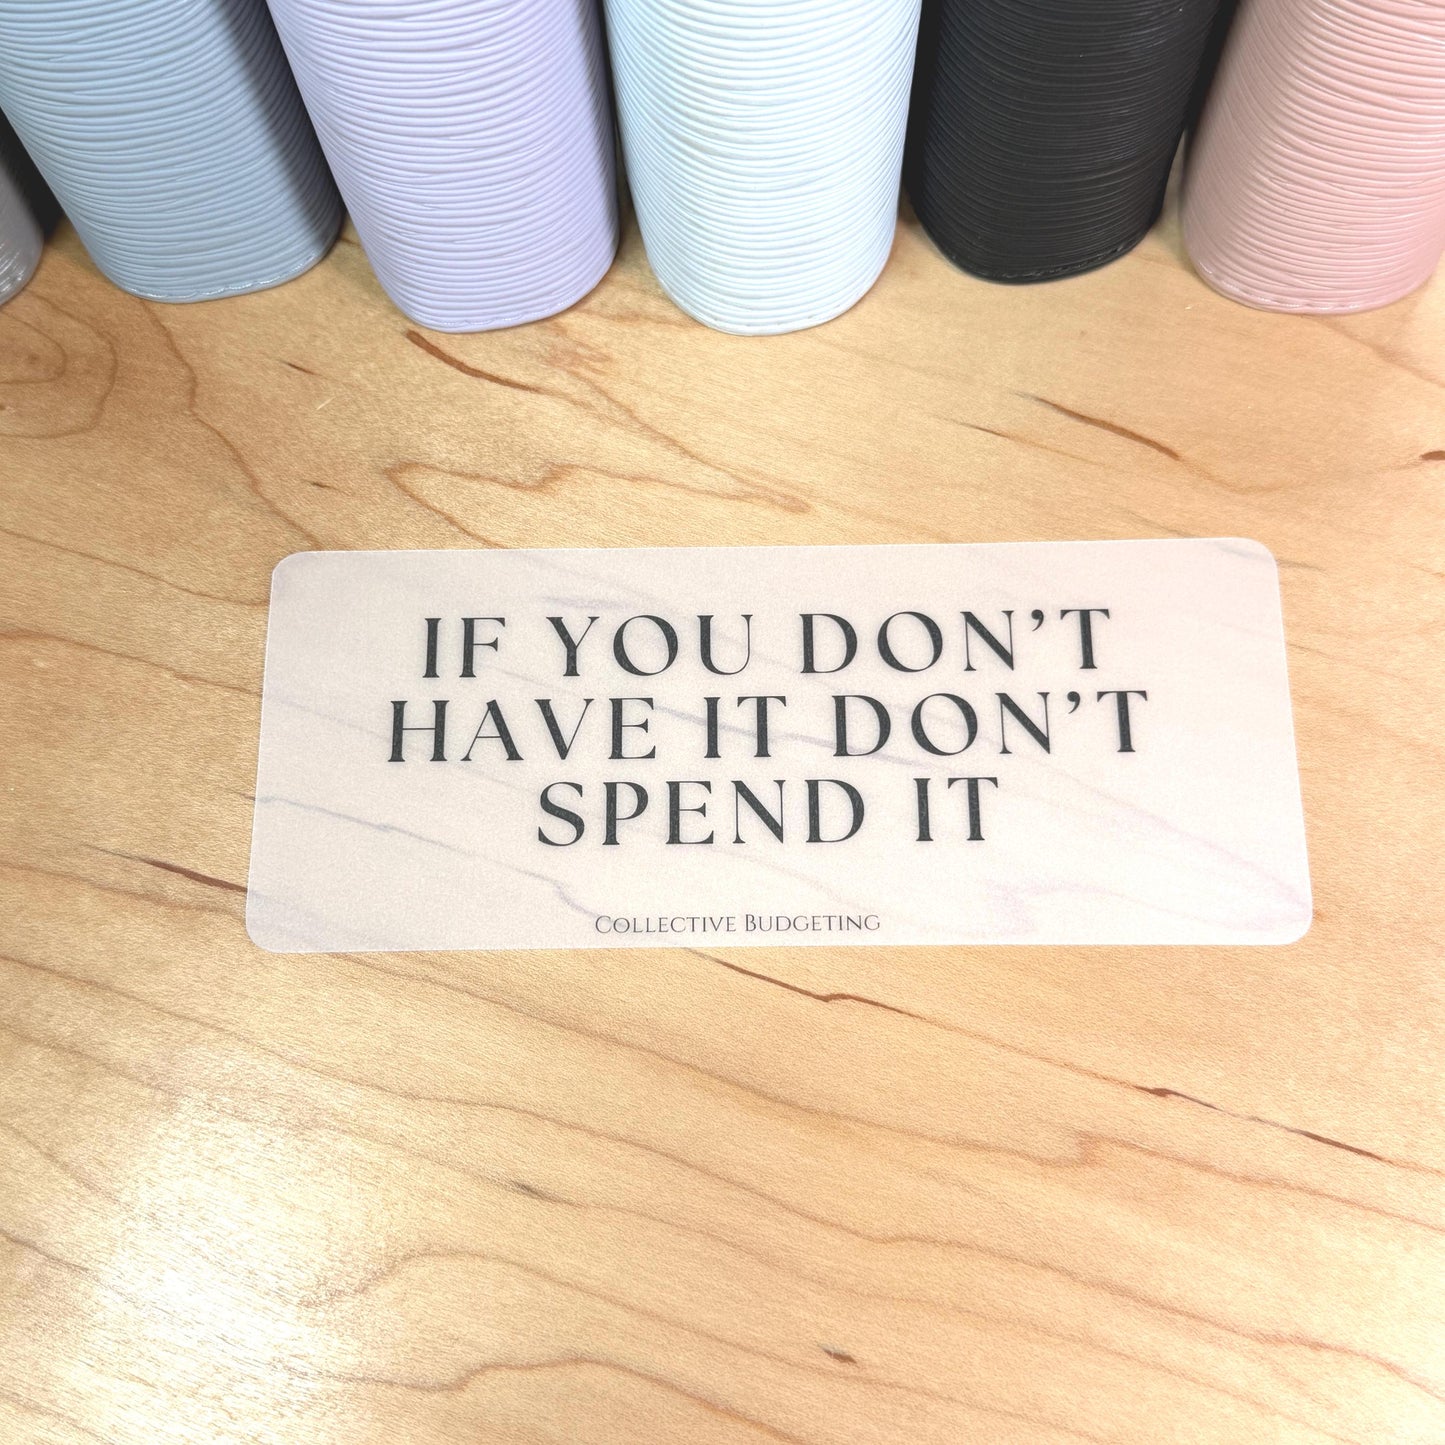 IF YOU DON’T
HAVE IT DON’T
SPEND IT
COLLECTIVE BUDGETING